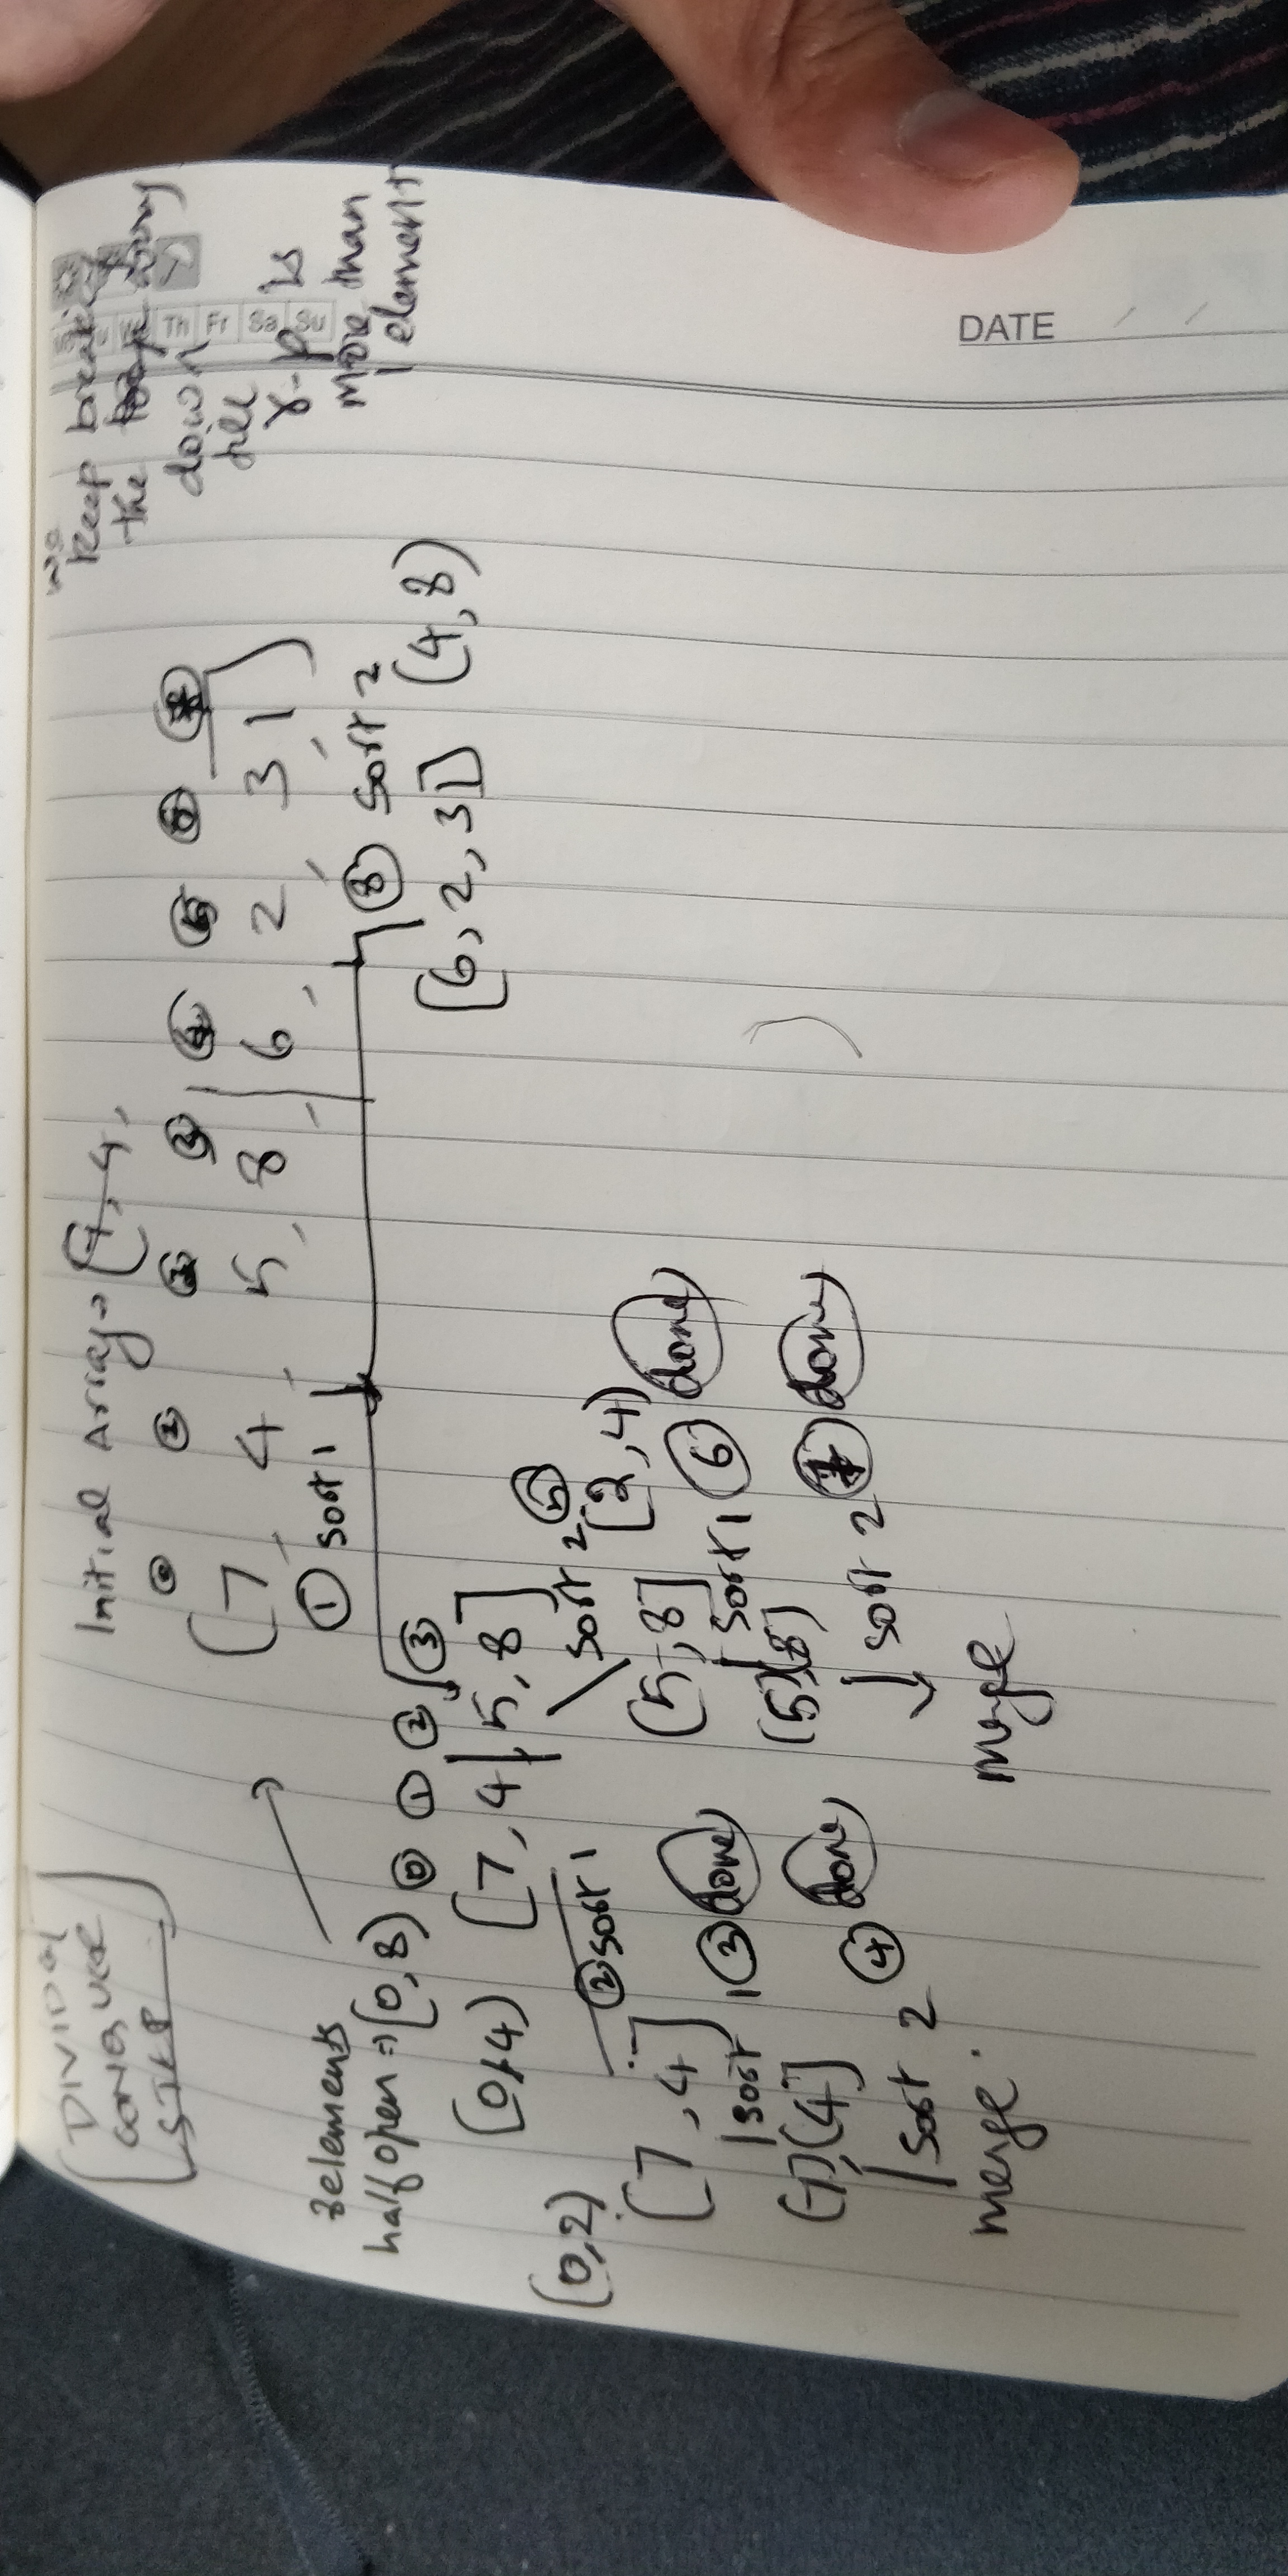 DIVIDE/
CONQUER
STEP
Initial Array → [7, 4,
we
keep breaking
the array
down
till
r-p is
more than
1 element
0 1 2 3 4 5
[7, 4, 5, 8, 6, 2, 3, 1]
① sort 1
⑧ sort 2
8 elements
half open ⇒ [0, 8)
⓪ ① ② ③
[0, 4) [7, 4, 5, 8]
[6, 2, 3 1] (4, 8)
(0, 2)
② sort 1
sort 2 ⑤
[7, 4]
[5, 8] [2, 4)
sort 1 ③ done
sort 1 ⑥ done
[7], [4]
[5] [8]
sort 2 ④ done
sort 2 ⑦ done
merge
merge
Th Fr Sa Su
DATE / /